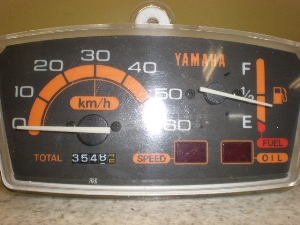 YAMAHA
0 10 20 30 40 50 60
km/h
F
½
E
TOTAL 3548
SPEED
FUEL
OIL